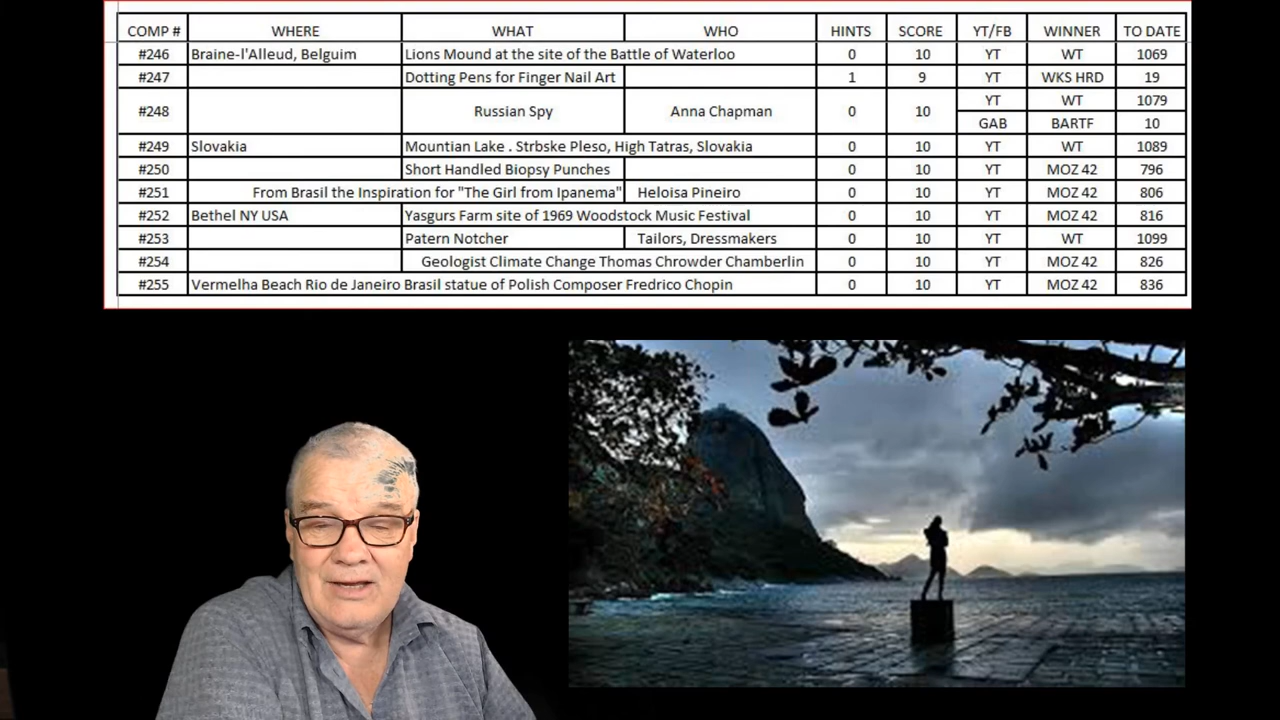 COMP # WHERE WHAT WHO HINTS SCORE YT/FB WINNER TO DATE
#246 Braine-l'Alleud, Belguim Lions Mound at the site of the Battle of Waterloo 0 10 YT WT 1069
#247 Dotting Pens for Finger Nail Art 1 9 YT WKS HRD 19
#248 Russian Spy Anna Chapman 0 10 YT WT 1079
GAB BARTF 10
#249 Slovakia Mountian Lake . Strbske Pleso, High Tatras, Slovakia 0 10 YT WT 1089
#250 Short Handled Biopsy Punches 0 10 YT MOZ 42 796
#251 From Brasil the Inspiration for "The Girl from Ipanema" Heloisa Pineiro 0 10 YT MOZ 42 806
#252 Bethel NY USA Yasgurs Farm site of 1969 Woodstock Music Festival 0 10 YT MOZ 42 816
#253 Patern Notcher Tailors, Dressmakers 0 10 YT WT 1099
#254 Geologist Climate Change Thomas Chrowder Chamberlin 0 10 YT MOZ 42 826
#255 Vermelha Beach Rio de Janeiro Brasil statue of Polish Composer Fredrico Chopin 0 10 YT MOZ 42 836